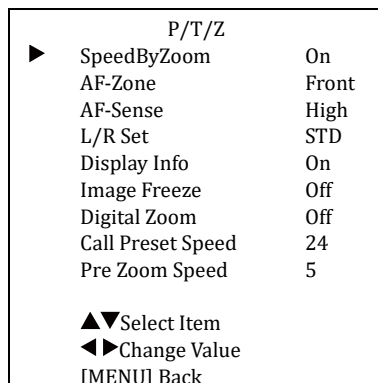 P/T/Z
▶ SpeedByZoom On
AF-Zone Front
AF-Sense High
L/R Set STD
Display Info On
Image Freeze Off
Digital Zoom Off
Call Preset Speed 24
Pre Zoom Speed 5
▲▼Select Item
◀▶Change Value
[MENU] Back